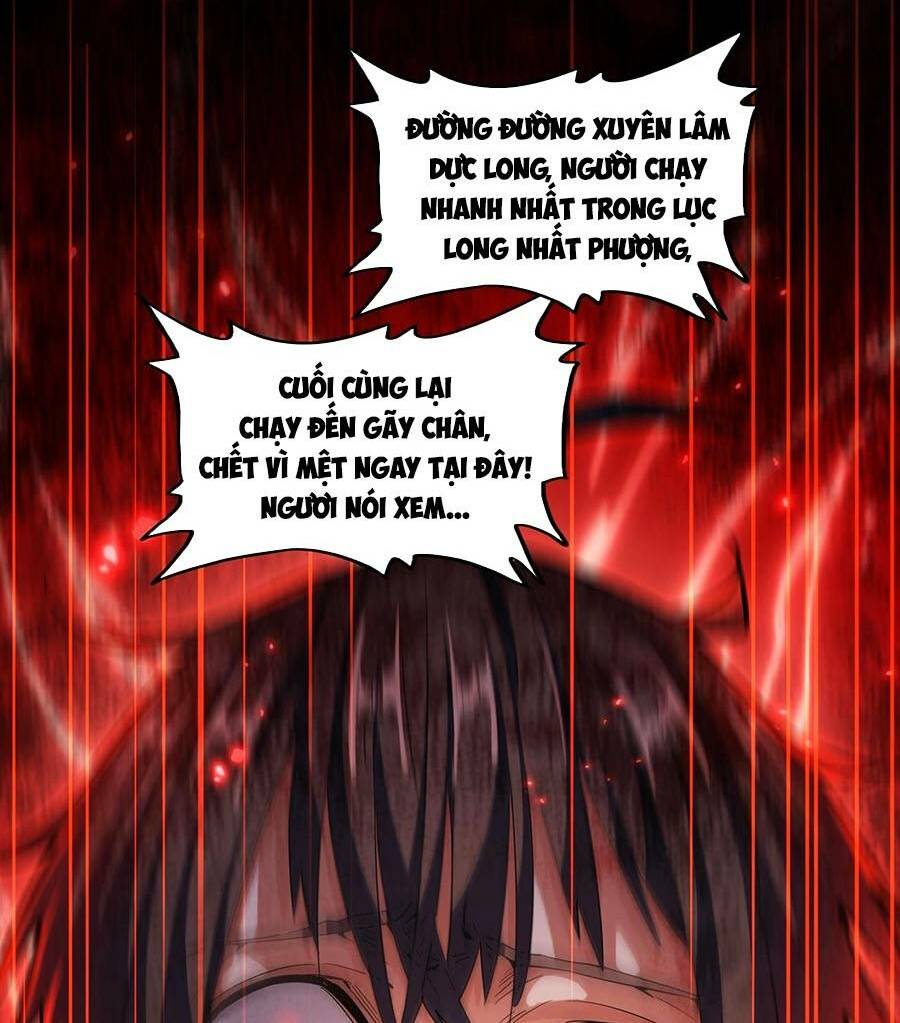 ĐƯỜNG ĐƯỜNG XUYÊN LÂM
DỰC LONG, NGƯỜI CHẠY
NHANH NHẤT TRONG LỤC
LONG NHẤT PHƯỢNG,
CUỐI CÙNG LẠI
CHẠY ĐẾN GÃY CHÂN,
CHẾT VÌ MỆT NGAY TẠI ĐÂY!
NGƯƠI NÓI XEM...